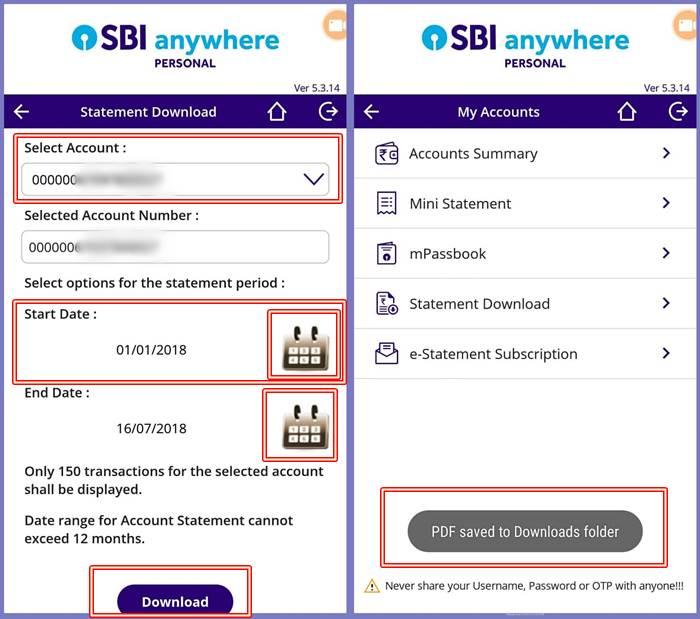 SBI anywhere
PERSONAL
Ver 5.3.14
Statement Download
Select Account :
000000
Selected Account Number :
0000006
Select options for the statement period :
Start Date :
01/01/2018
End Date :
16/07/2018
Only 150 transactions for the selected account
shall be displayed.
Date range for Account Statement cannot
exceed 12 months.
Download
SBI anywhere
PERSONAL
Ver 5.3.14
My Accounts
Accounts Summary
Mini Statement
mPassbook
Statement Download
e-Statement Subscription
PDF saved to Downloads folder
Never share your Username, Password or OTP with anyone!!!